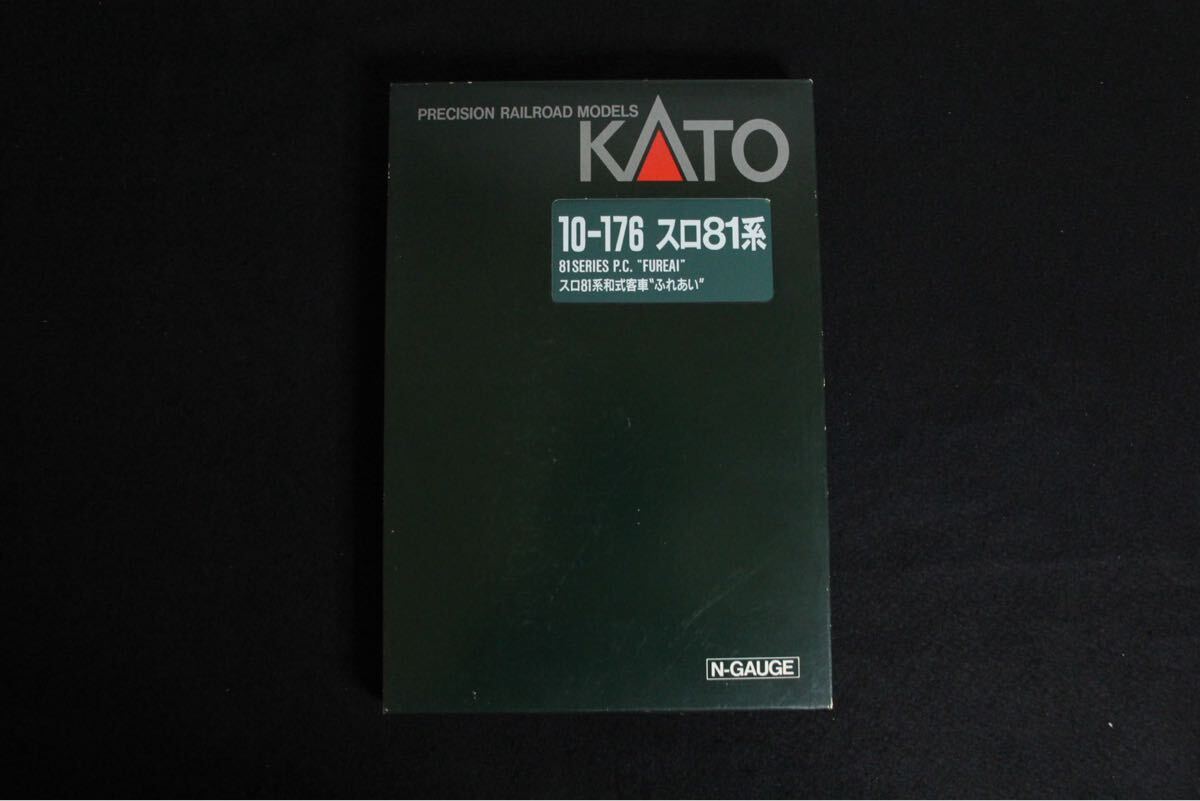 PRECISION RAILROAD MODELS
KATO
10-176 スロ81系
81SERIES P.C. "FUREAI"
スロ81系和式客車"ふれあい"
N-GAUGE